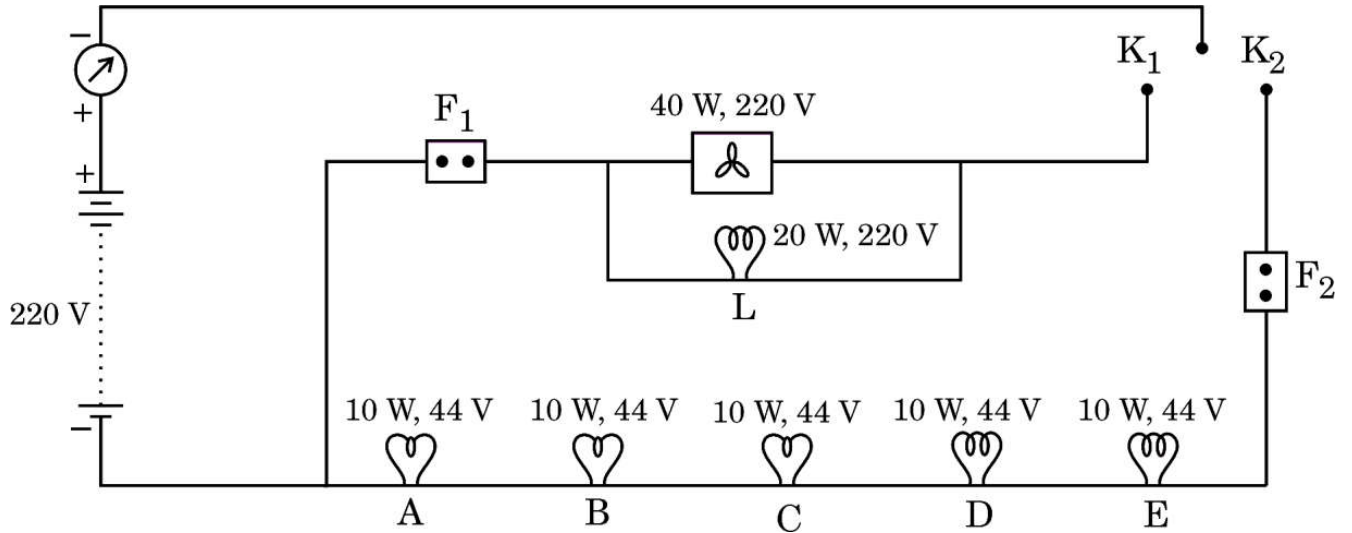 −
K₁
K₂
+
F₁
40 W, 220 V
+
20 W, 220 V
F₂
220 V
L
10 W, 44 V
10 W, 44 V
10 W, 44 V
10 W, 44 V
10 W, 44 V
−
A
B
C
D
E